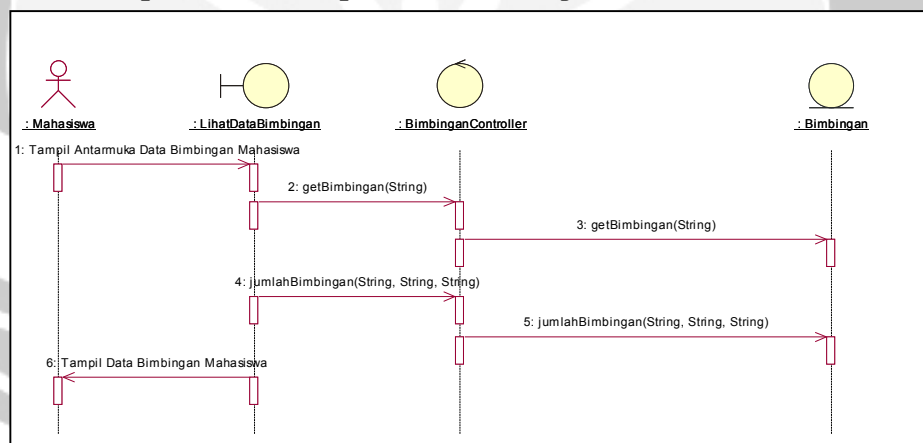 : Mahasiswa
: LihatDataBimbingan
: BimbinganController
: Bimbingan
1: Tampil Antarmuka Data Bimbingan Mahasiswa
2: getBimbingan(String)
3: getBimbingan(String)
4: jumlahBimbingan(String, String, String)
5: jumlahBimbingan(String, String, String)
6: Tampil Data Bimbingan Mahasiswa